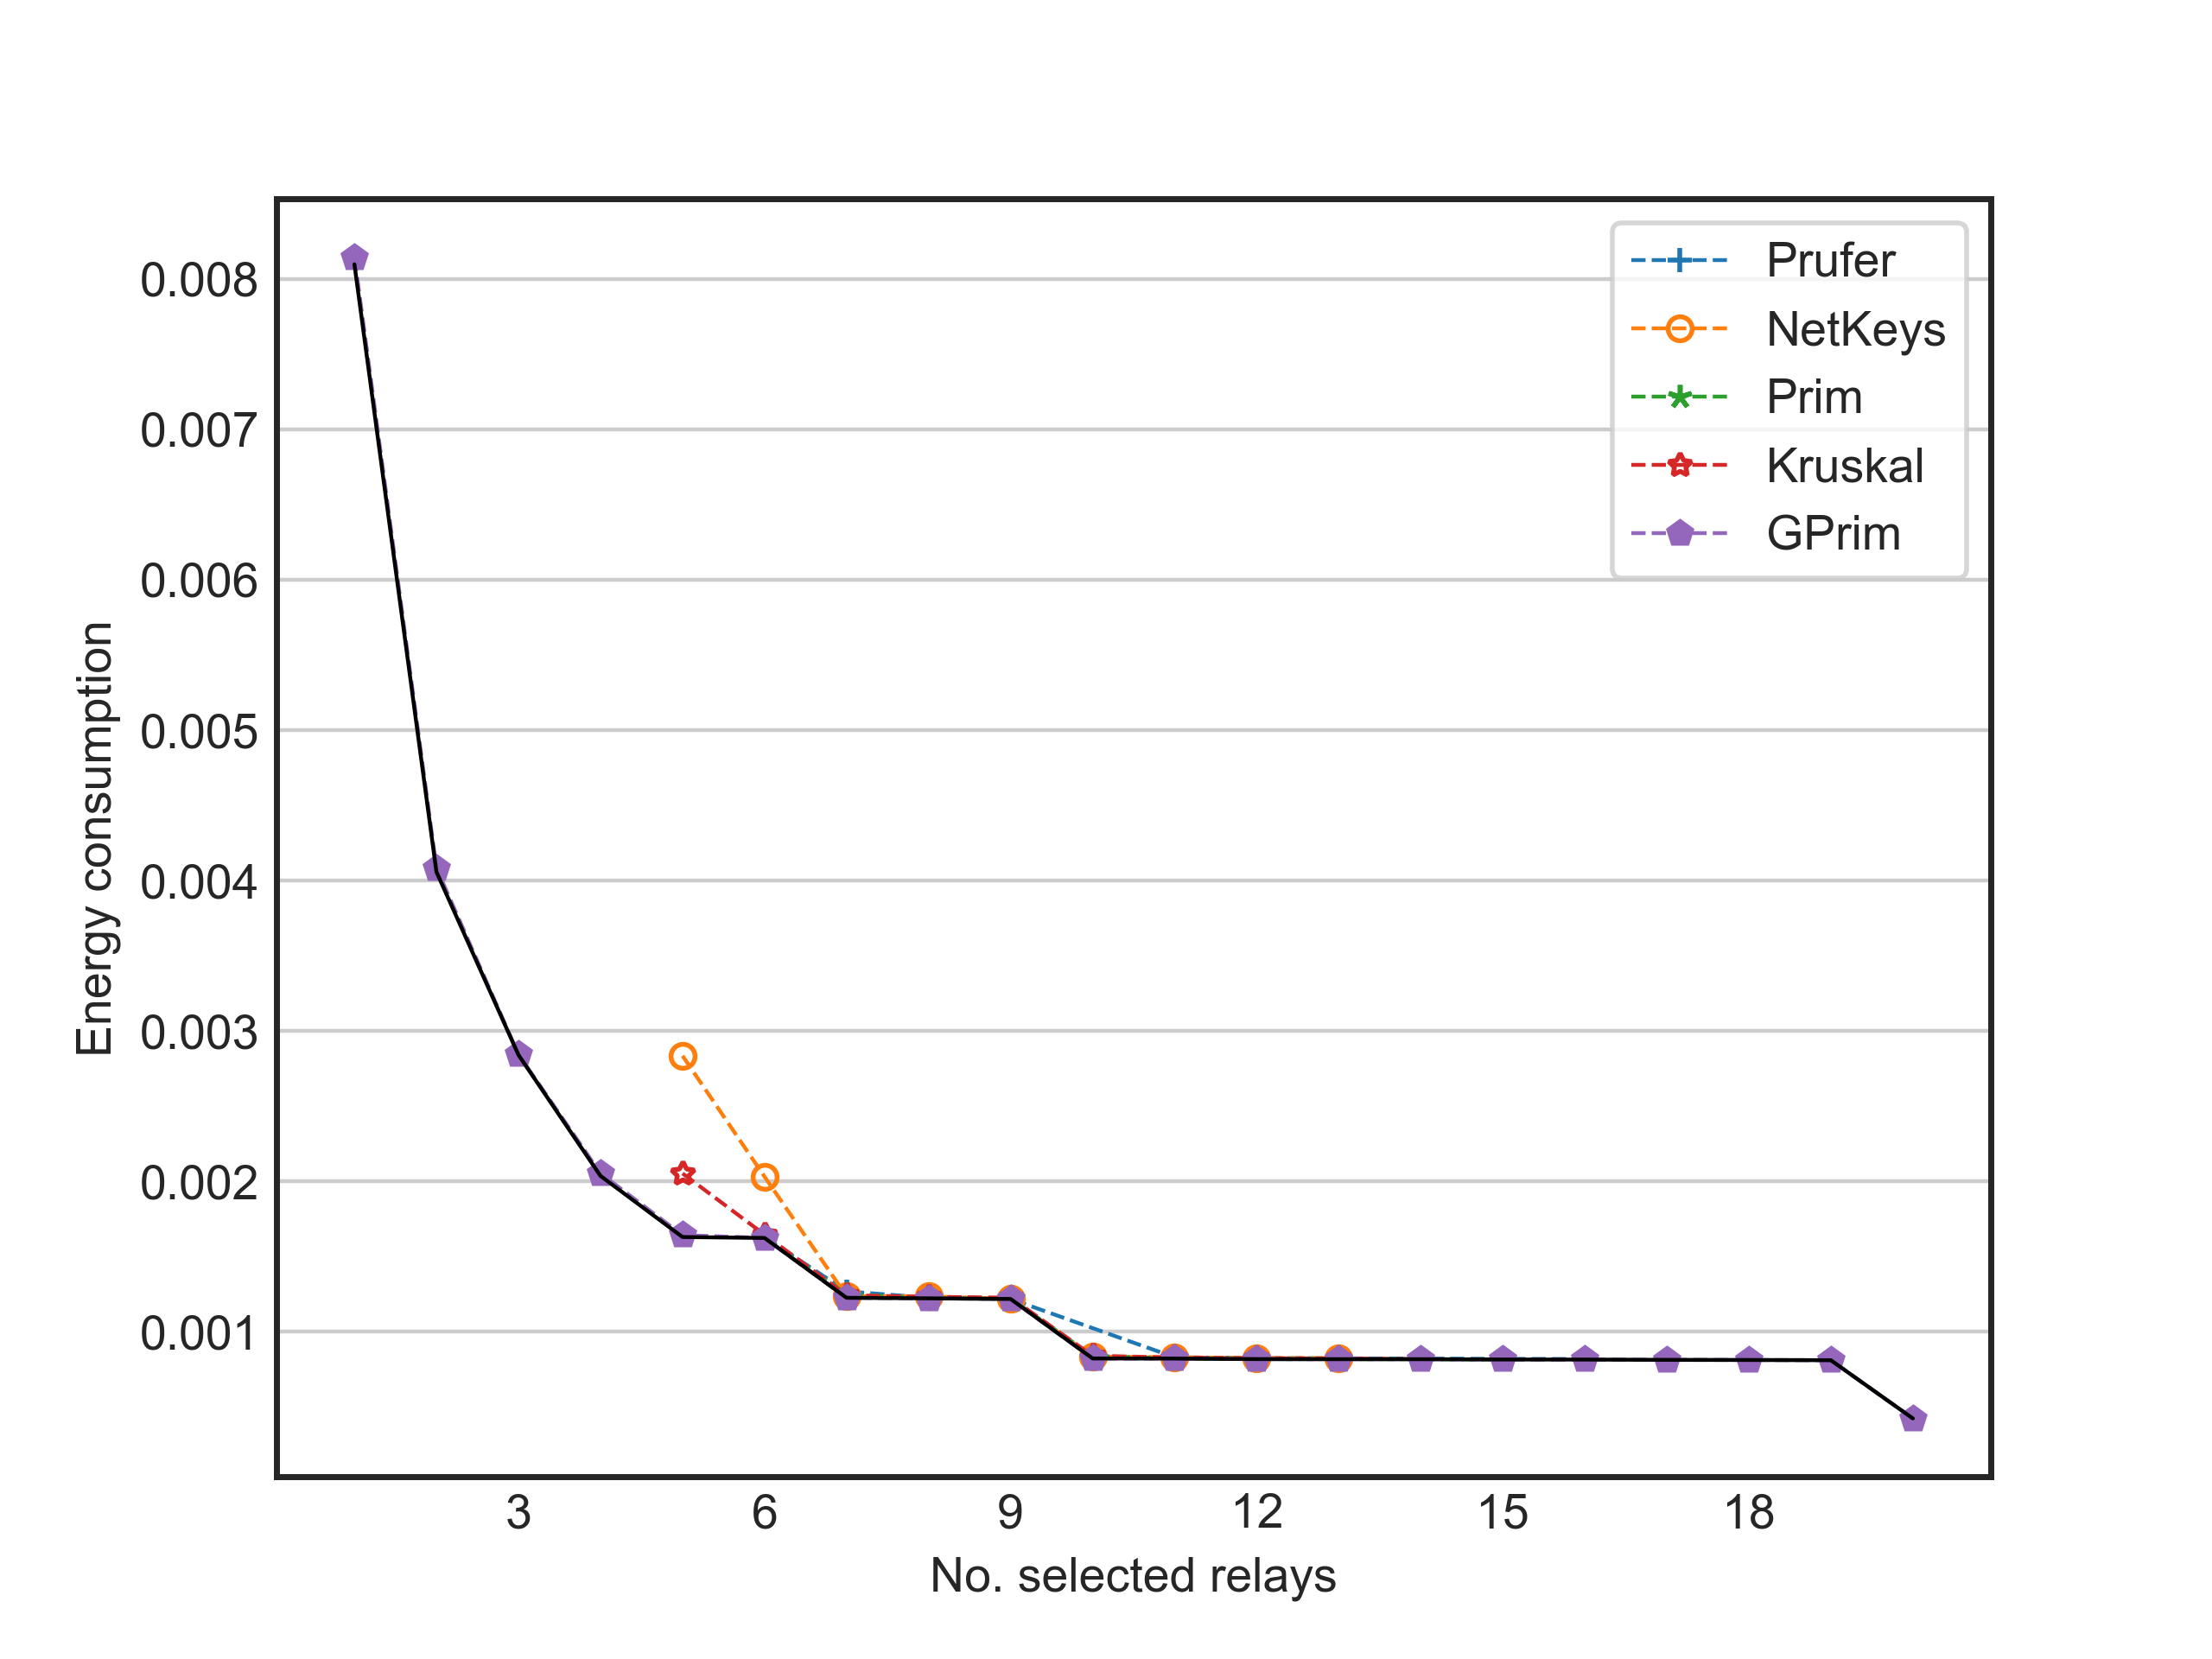 Prufer
NetKeys
Prim
Kruskal
GPrim
0.008
0.007
0.006
0.005
0.004
0.003
0.002
0.001
Energy consumption
3 6 9 12 15 18
No. selected relays